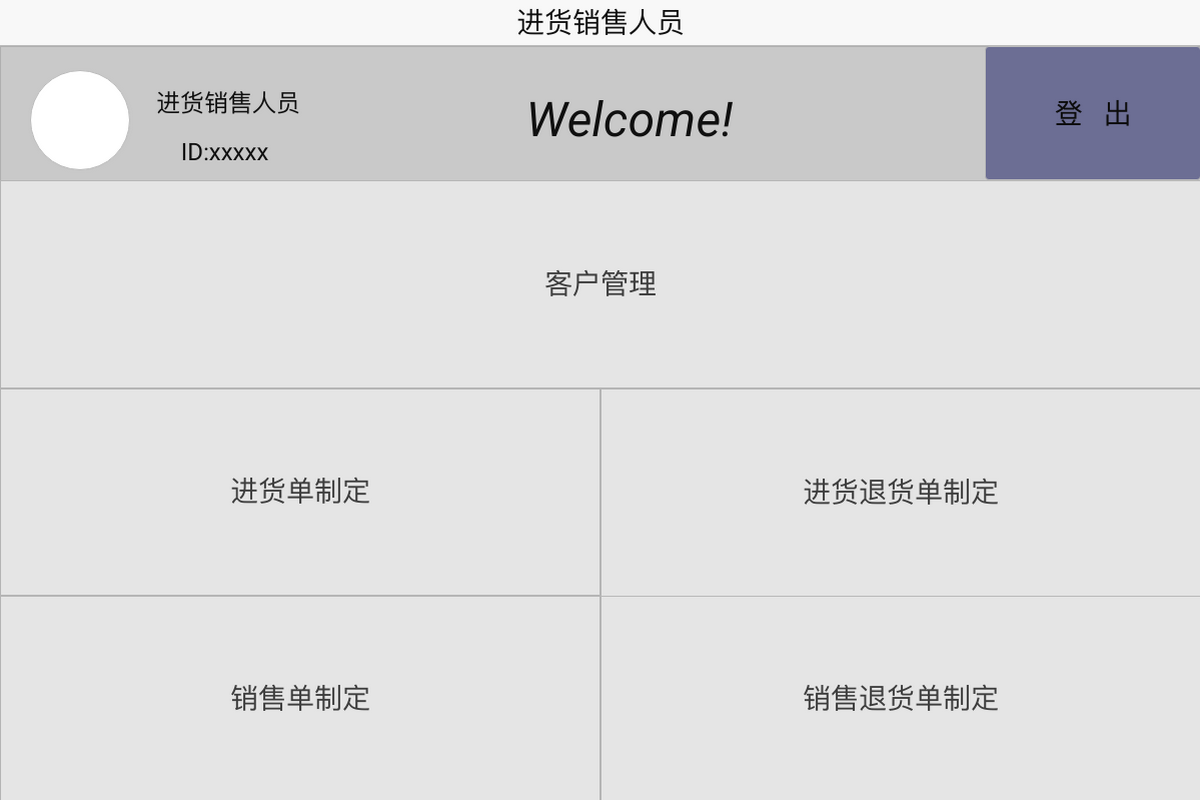 进货销售人员
进货销售人员
ID:xxxxx
Welcome!
登 出
客户管理
进货单制定
进货退货单制定
销售单制定
销售退货单制定